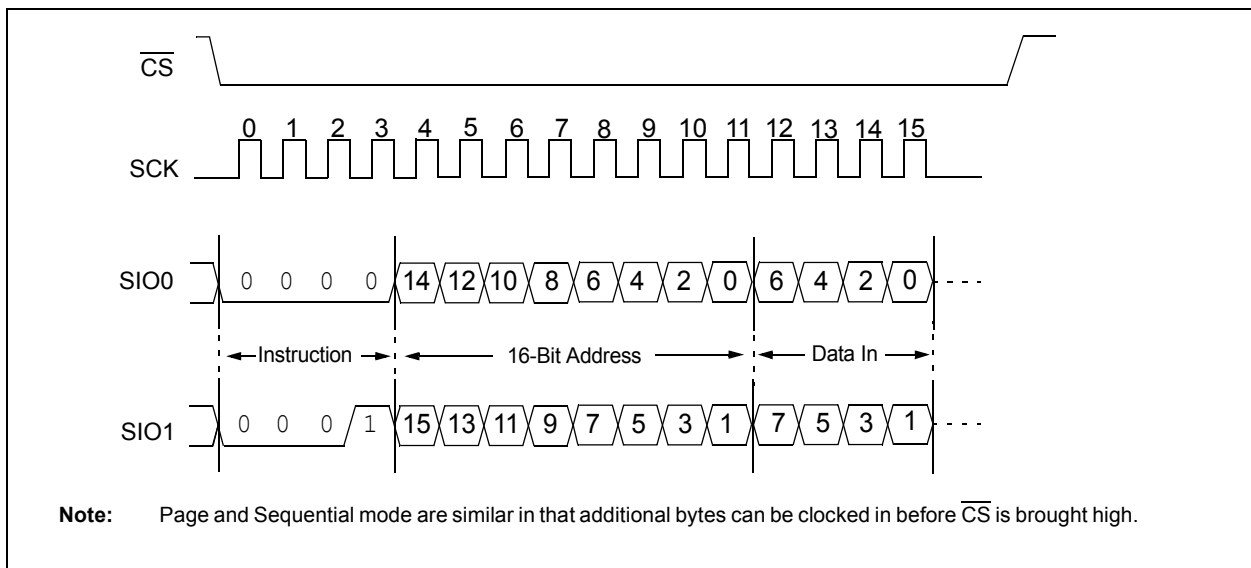 CS
0 1 2 3 4 5 6 7 8 9 10 11 12 13 14 15
SCK
SIO0 0 0 0 0 14 12 10 8 6 4 2 0 6 4 2 0
Instruction 16-Bit Address Data In
SIO1 0 0 0 1 15 13 11 9 7 5 3 1 7 5 3 1
Note: Page and Sequential mode are similar in that additional bytes can be clocked in before CS is brought high.